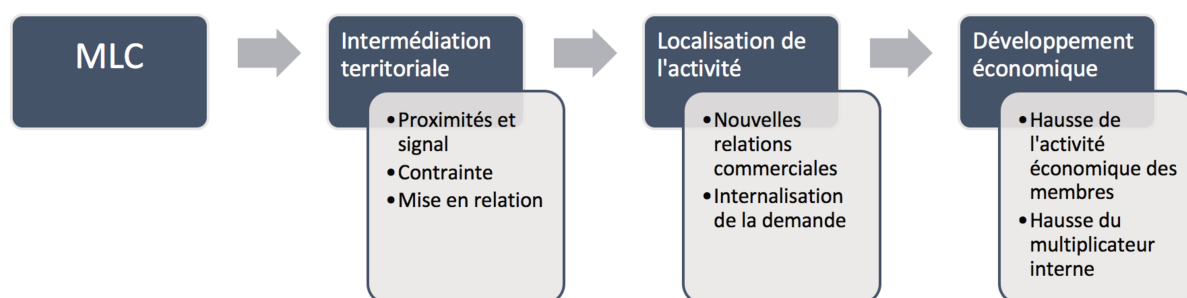 MLC
Intermédiation
territoriale
•Proximités et
signal
•Contrainte
•Mise en relation
Localisation de
l'activité
•Nouvelles
relations
commerciales
•Internalisation
de la demande
Développement
économique
•Hausse de
l'activité
économique des
membres
•Hausse du
multiplicateur
interne